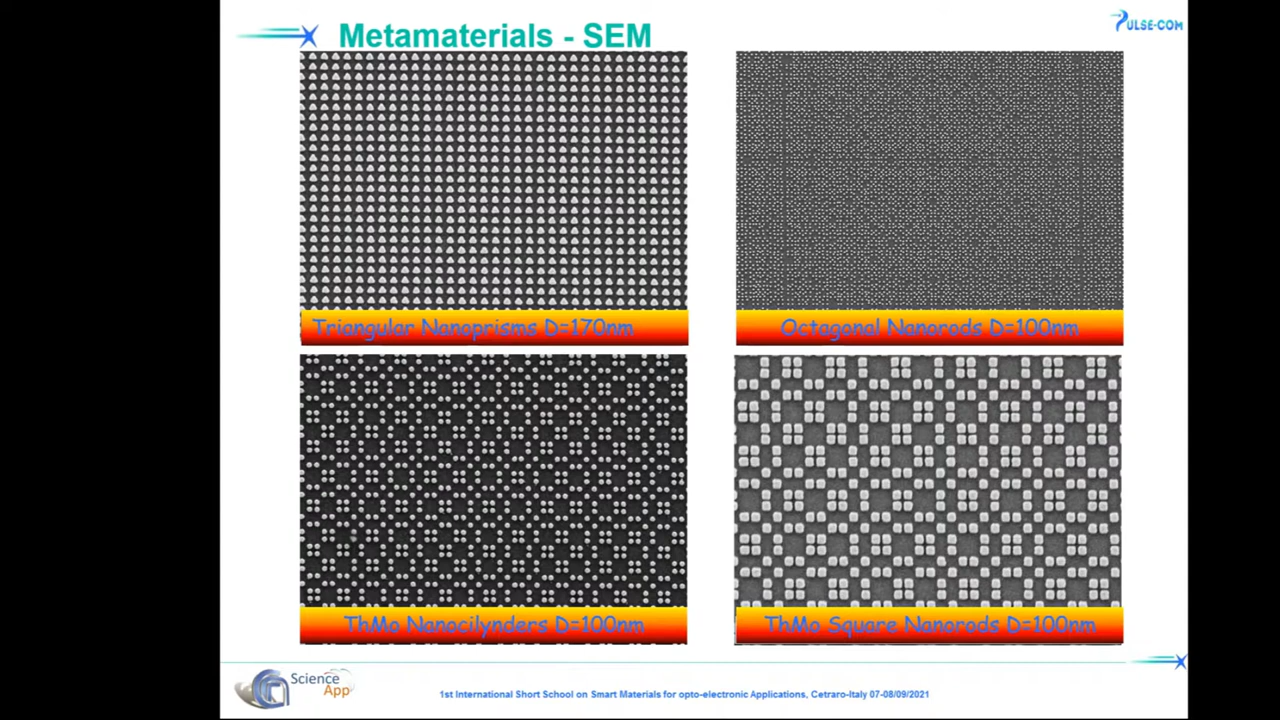 Metamaterials - SEM
PULSE-COM
Triangular Nanoprisms D=170nm
Octagonal Nanorods D=100nm
ThMo Nanocilynders D=100nm
ThMo Square Nanorods D=100nm
Science
App
1st International Short School on Smart Materials for opto-electronic Applications, Cetraro-Italy 07-08/09/2021